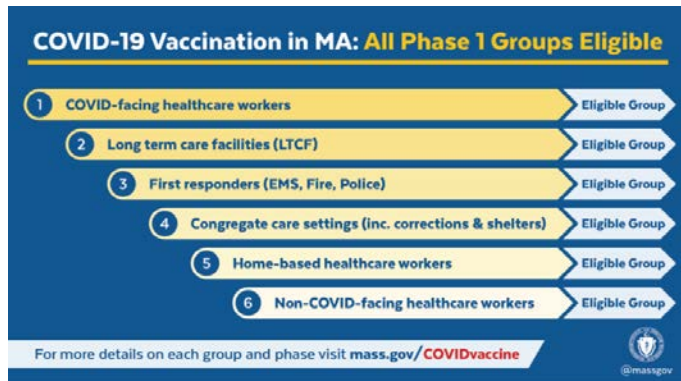 COVID-19 Vaccination in MA: All Phase 1 Groups Eligible
1 COVID-facing healthcare workers Eligible Group
2 Long term care facilities (LTCF) Eligible Group
3 First responders (EMS, Fire, Police) Eligible Group
4 Congregate care settings (inc. corrections & shelters) Eligible Group
5 Home-based healthcare workers Eligible Group
6 Non-COVID-facing healthcare workers Eligible Group
For more details on each group and phase visit mass.gov/COVIDvaccine
@massgov